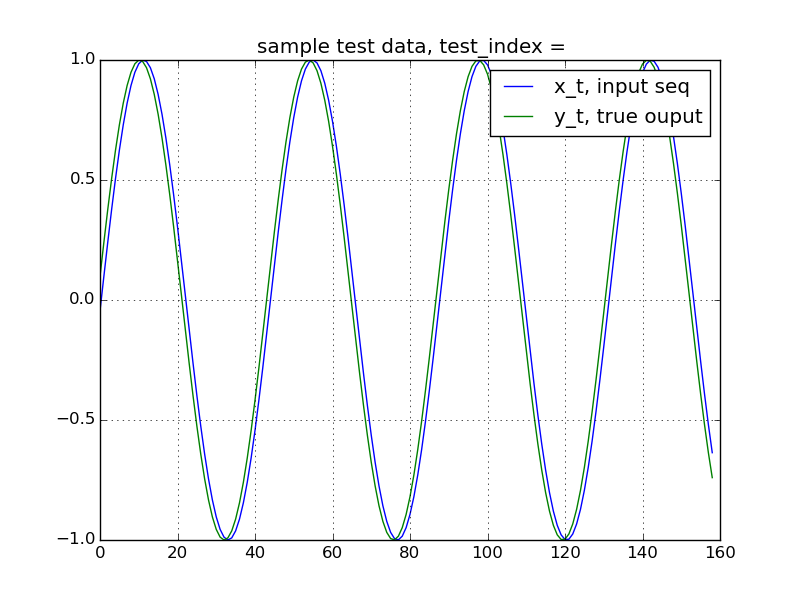 sample test data, test_index =
x_t, input seq
y_t, true ouput
1.0
0.5
0.0
−0.5
−1.0
0 20 40 60 80 100 120 140 160